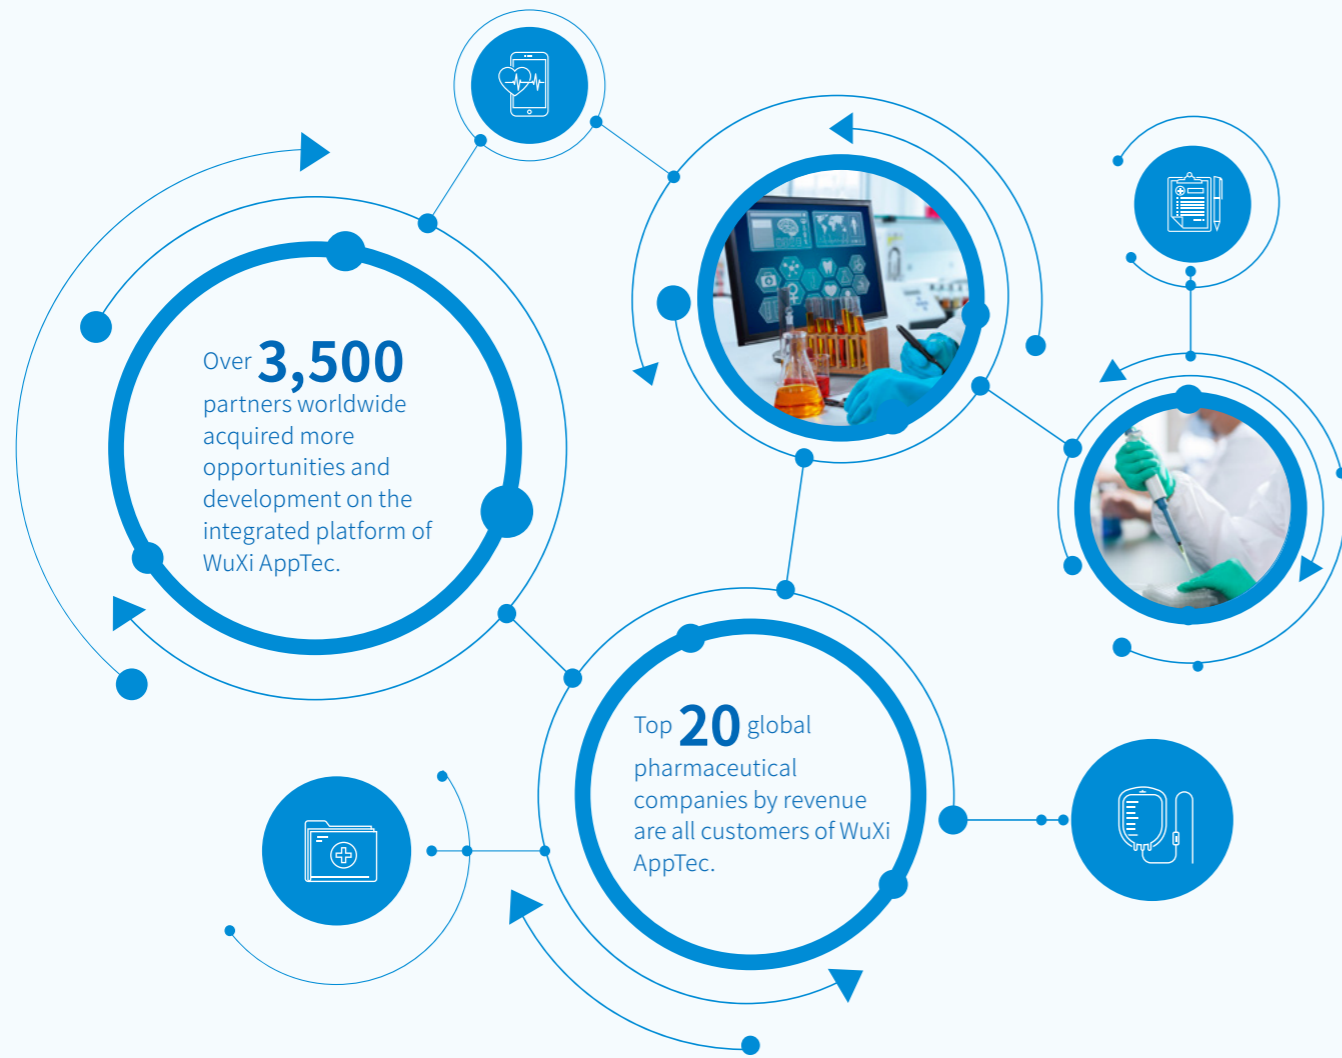 Over 3,500
partners worldwide
acquired more
opportunities and
development on the
integrated platform of
WuXi AppTec.
Top 20 global
pharmaceutical
companies by revenue
are all customers of WuXi
AppTec.